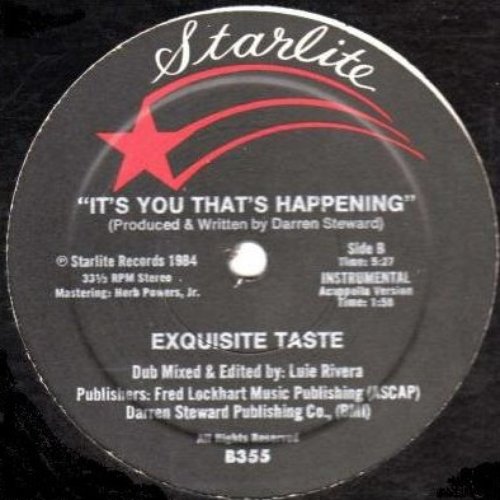 Starlite
"IT'S YOU THAT'S HAPPENING"
(Produced & Written by Darren Steward)
℗ Starlite Records 1984
33⅓ RPM Stereo
Mastering: Herb Powers, Jr.
Side B
Time: 5:27
INSTRUMENTAL
Acappella Version
Time: 1:58
EXQUISITE TASTE
Dub Mixed & Edited by: Luie Rivera
Publishers: Fred Lockhart Music Publishing (ASCAP)
Darren Steward Publishing Co., (BMI)
All Rights Reserved
B355